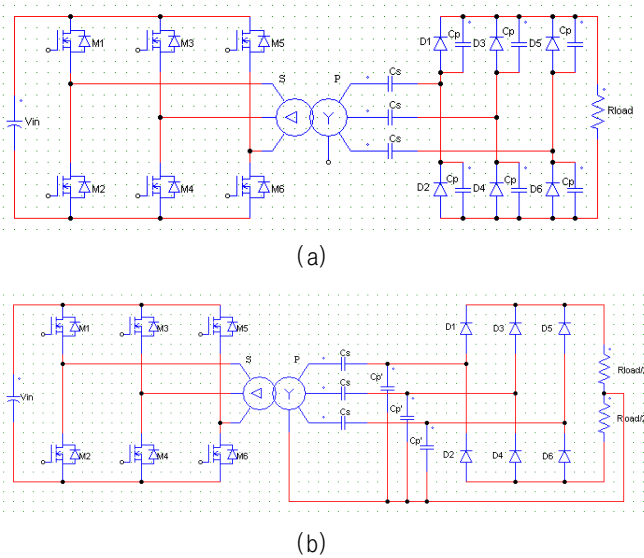 M1 M3 M5 S P Cs Cs Cs D1 Cp D3 Cp D5 Cp
Vin Rload
M2 M4 M6 D2 Cp D4 Cp D6 Cp
(a)
M1 M3 M5 S P Cs Cs Cs Cp' Cp' Cp' D1 D3 D5
Vin Rload/2
Rload/2
M2 M4 M6 D2 D4 D6
(b)